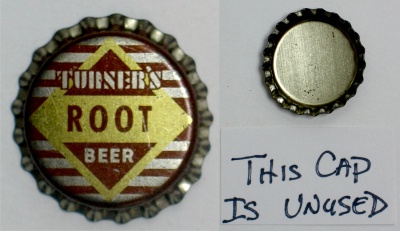 TURNER'S
ROOT
BEER
THIS CAP
IS UNUSED